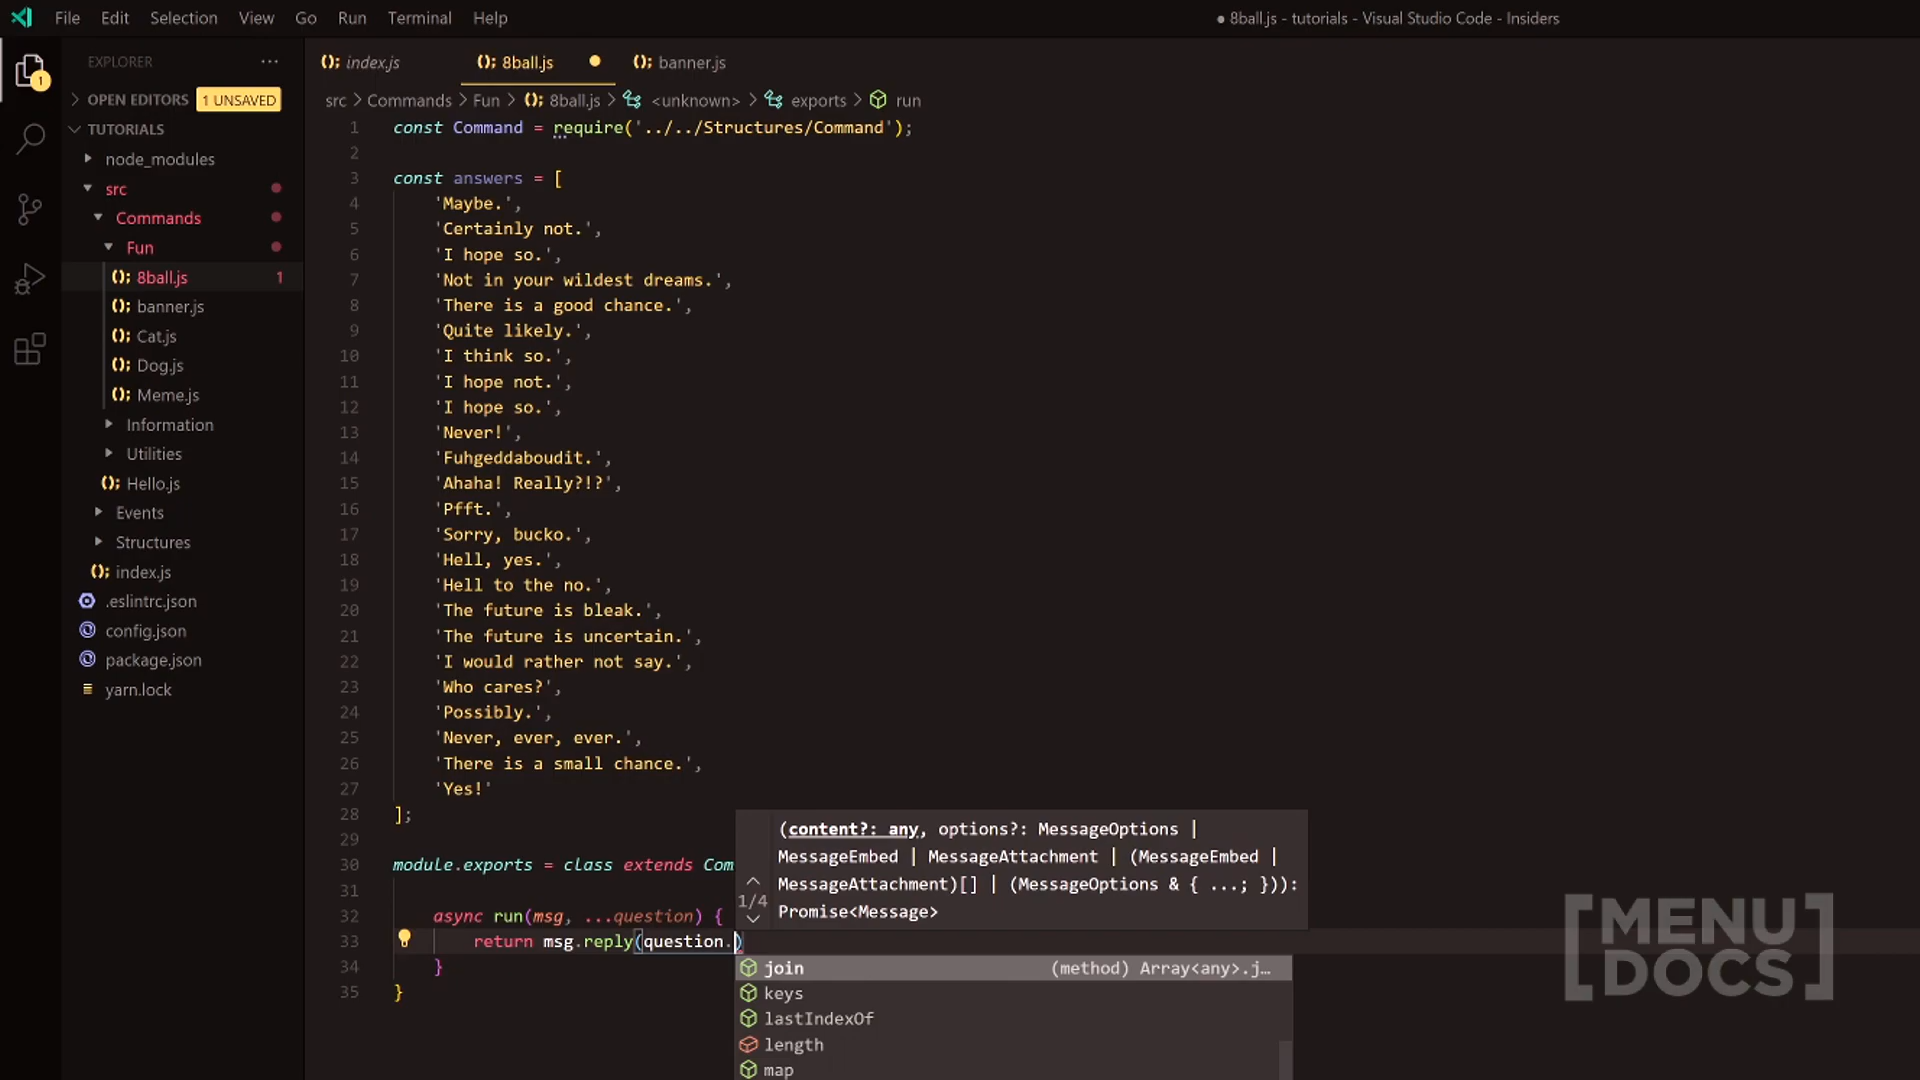 File Edit Selection View Go Run Terminal Help
● 8ball.js - tutorials - Visual Studio Code - Insiders
1
EXPLORER ...
OPEN EDITORS 1 UNSAVED
TUTORIALS
node_modules
src
Commands
Fun
8ball.js 1
banner.js
Cat.js
Dog.js
Meme.js
Information
Utilities
Hello.js
Events
Structures
index.js
.eslintrc.json
config.json
package.json
yarn.lock
index.js 8ball.js banner.js
src > Commands > Fun > 8ball.js > <unknown> > exports > run
1 const Command = require('../../Structures/Command');
2
3 const answers = [
4 'Maybe.',
5 'Certainly not.',
6 'I hope so.',
7 'Not in your wildest dreams.',
8 'There is a good chance.',
9 'Quite likely.',
10 'I think so.',
11 'I hope not.',
12 'I hope so.',
13 'Never!',
14 'Fuhgeddaboudit.',
15 'Ahaha! Really?!?',
16 'Pfft.',
17 'Sorry, bucko.',
18 'Hell, yes.',
19 'Hell to the no.',
20 'The future is bleak.',
21 'The future is uncertain.',
22 'I would rather not say.',
23 'Who cares?',
24 'Possibly.',
25 'Never, ever, ever.',
26 'There is a small chance.',
27 'Yes!'
28 ];
29
30 module.exports = class extends Com
31
32 async run(msg, ...question) {
33 return msg.reply(question.)
34 }
35 }
(content?: any, options?: MessageOptions |
MessageEmbed | MessageAttachment | (MessageEmbed |
MessageAttachment)[] | (MessageOptions & { ...; })):
1/4
Promise<Message>
join (method) Array<any>.j…
keys
lastIndexOf
length
map
MENU
DOCS